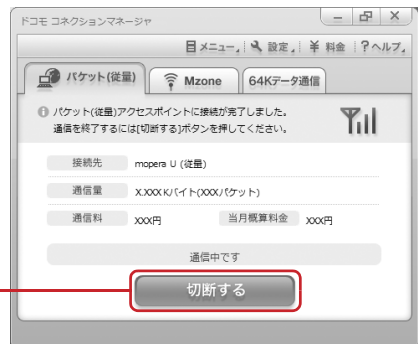 ドコモ コネクションマネージャ
メニュー 設定 ¥ 料金 ? ヘルプ
パケット(従量) Mzone 64Kデータ通信
パケット(従量)アクセスポイントに接続が完了しました。
通信を終了するには[切断する]ボタンを押してください。
接続先 mopera U (従量)
通信量 X.XXX Kバイト(XXXパケット)
通信料 XXX円 当月概算料金 XXX円
通信中です
切断する